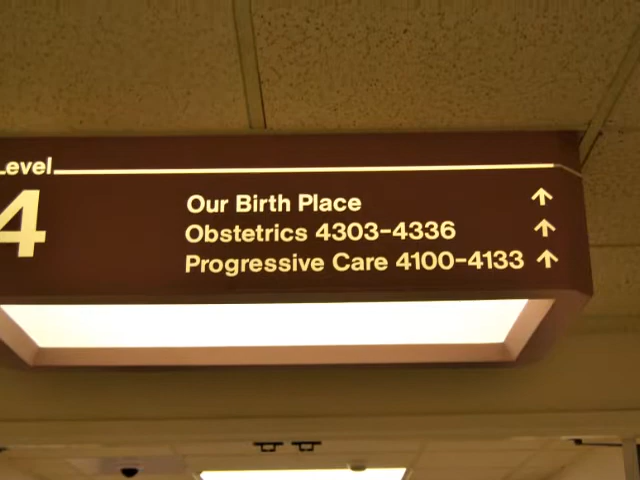 Level
4
Our Birth Place
Obstetrics 4303-4336
Progressive Care 4100-4133